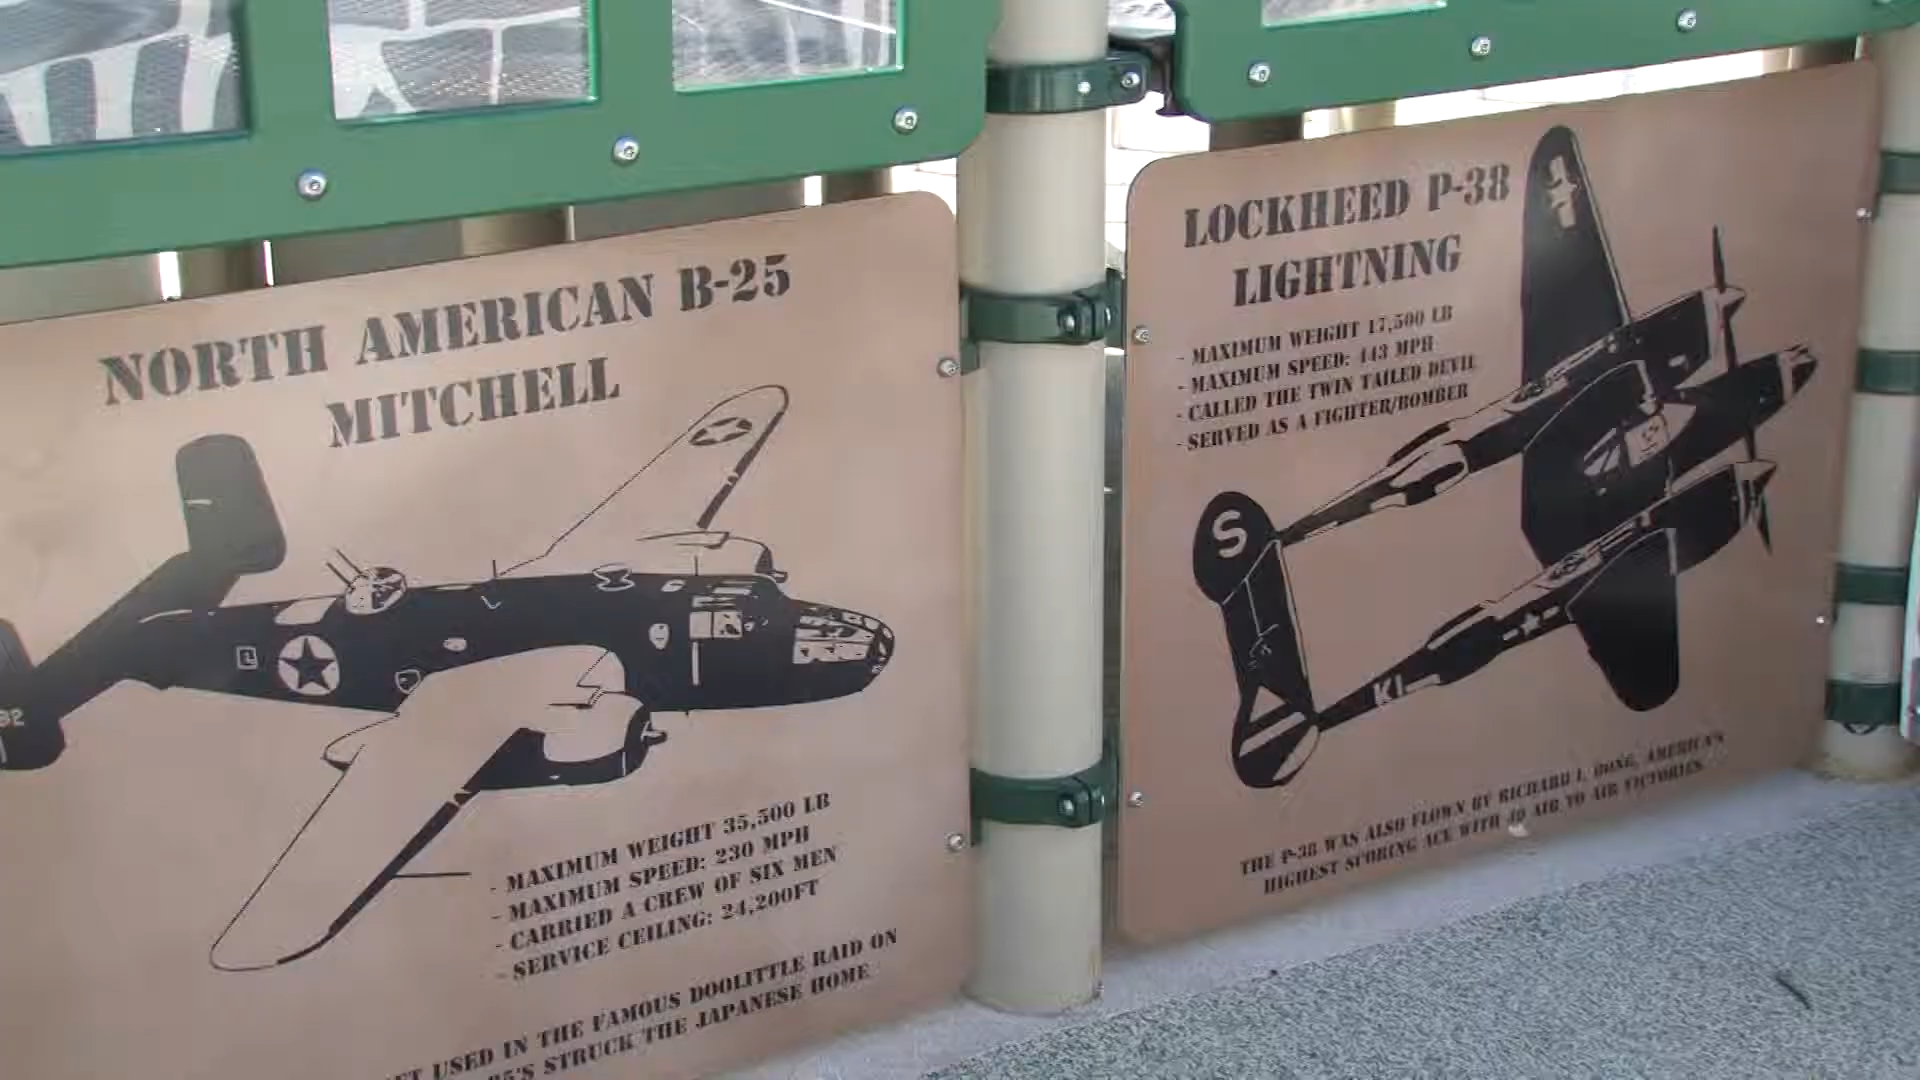 NORTH AMERICAN B-25
MITCHELL
L
92
- MAXIMUM WEIGHT 35,500 LB
- MAXIMUM SPEED: 230 MPH
- CARRIED A CREW OF SIX MEN
- SERVICE CEILING: 24,200FT
USED IN THE FAMOUS DOOLITTLE RAID ON
STRUCK THE JAPANESE HOME
LOCKHEED P-38
LIGHTNING
- MAXIMUM WEIGHT 17,500 LB
- MAXIMUM SPEED: 443 MPH
- CALLED THE TWIN TAILED DEVIL
- SERVED AS A FIGHTER/BOMBER
S
KI
THE P-38 WAS ALSO FLOWN BY RICHARD I. BONG, AMERICA'S
HIGHEST SCORING ACE WITH 40 AIR TO AIR VICTORIES